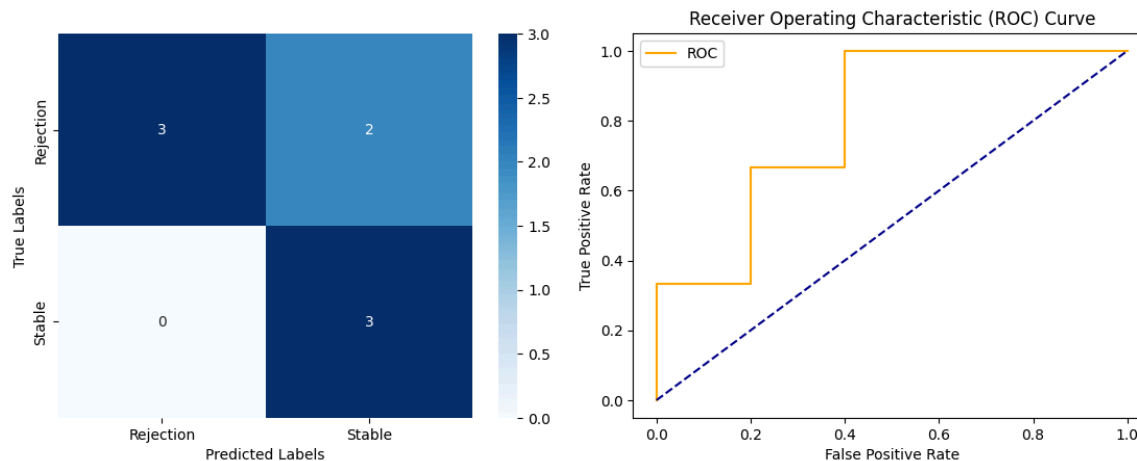 Rejection
Stable
True Labels
3
2
0
3
Rejection
Stable
Predicted Labels
3.0
2.5
2.0
1.5
1.0
0.5
0.0
Receiver Operating Characteristic (ROC) Curve
ROC
True Positive Rate
1.0
0.8
0.6
0.4
0.2
0.0
0.0
0.2
0.4
0.6
0.8
1.0
False Positive Rate